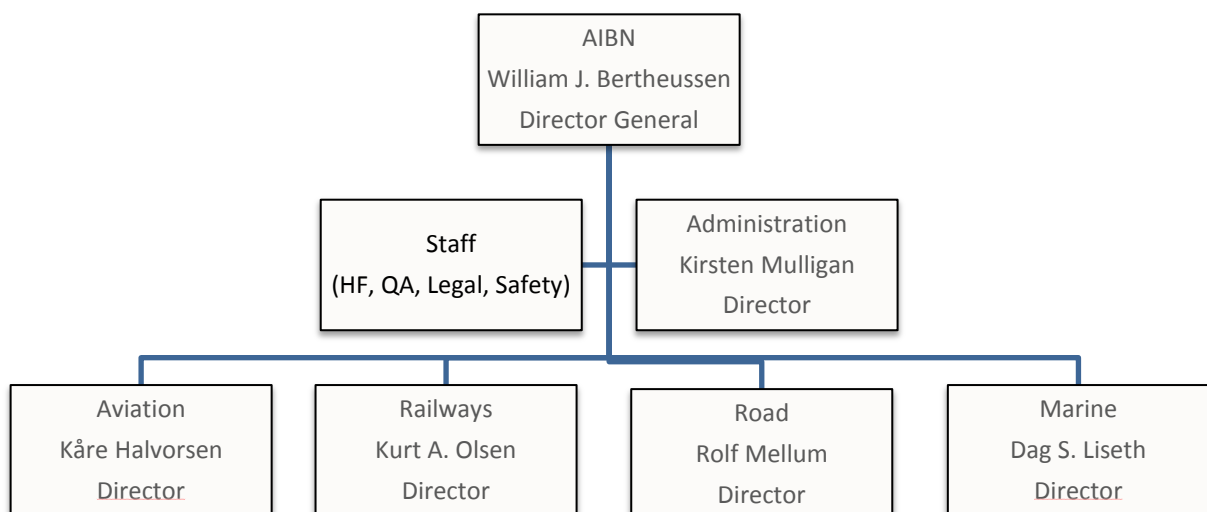 AIBN
William J. Bertheussen
Director General
Staff
(HF, QA, Legal, Safety)
Administration
Kirsten Mulligan
Director
Aviation
Kåre Halvorsen
Director
Railways
Kurt A. Olsen
Director
Road
Rolf Mellum
Director
Marine
Dag S. Liseth
Director